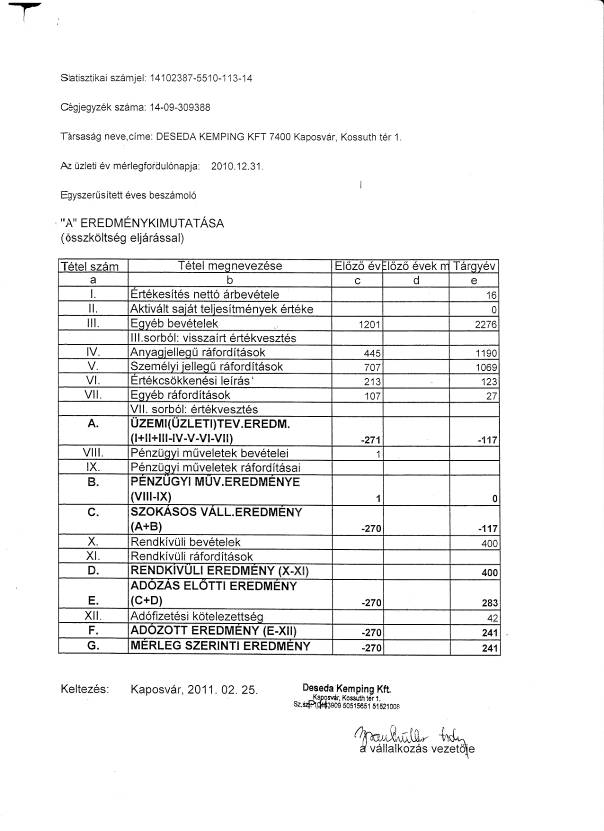 Statisztikai számjel: 14102387-5510-113-14
Cégjegyzék száma: 14-09-309388
Társaság neve,címe: DESEDA KEMPING KFT 7400 Kaposvár, Kossuth tér 1.
Az üzleti év mérlegfordulónapja: 2010.12.31.
Egyszerűsített éves beszámoló
"A" EREDMÉNYKIMUTATÁSA
(összköltség eljárással)
Tétel szám Tétel megnevezése Előző év Előző évek m Tárgyév
a b c d e
I. Értékesítés nettó árbevétele 16
II. Aktivált saját teljesítmények értéke 0
III. Egyéb bevételek 1201 2276
III.sorból: visszaírt értékvesztés
IV. Anyagjellegű ráfordítások 445 1190
V. Személyi jellegű ráfordítások 707 1069
VI. Értékcsökkenési leírás 213 123
VII. Egyéb ráfordítások 107 27
VII. sorból: értékvesztés
A. ÜZEMI(ÜZLETI)TEV.EREDM.
(I+II+III-IV-V-VI-VII) -271 -117
VIII. Pénzügyi műveletek bevételei 1
IX. Pénzügyi műveletek ráfordításai
B. PÉNZÜGYI MŰV.EREDMÉNYE
(VIII-IX) 1 0
C. SZOKÁSOS VÁLL.EREDMÉNY
(A+B) -270 -117
X. Rendkívüli bevételek 400
XI. Rendkívüli ráfordítások
D. RENDKÍVÜLI EREDMÉNY (X-XI) 400
ADÓZÁS ELŐTTI EREDMÉNY
E. (C+D) -270 283
XII. Adófizetési kötelezettség 42
F. ADÓZOTT EREDMÉNY (E-XII) -270 241
G. MÉRLEG SZERINTI EREDMÉNY -270 241
Keltezés: Kaposvár, 2011. 02. 25.
Deseda Kemping Kft.
Kaposvár, Kossuth tér 1.
50515651 51521008
a vállalkozás vezetője